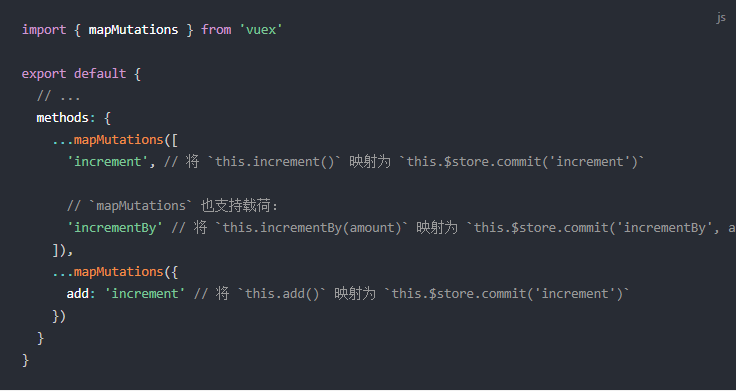 js
import { mapMutations } from 'vuex'
export default {
// ...
methods: {
...mapMutations([
'increment', // 将 `this.increment()` 映射为 `this.$store.commit('increment')`
// `mapMutations` 也支持载荷：
'incrementBy' // 将 `this.incrementBy(amount)` 映射为 `this.$store.commit('incrementBy', a
]),
...mapMutations({
add: 'increment' // 将 `this.add()` 映射为 `this.$store.commit('increment')`
})
}
}